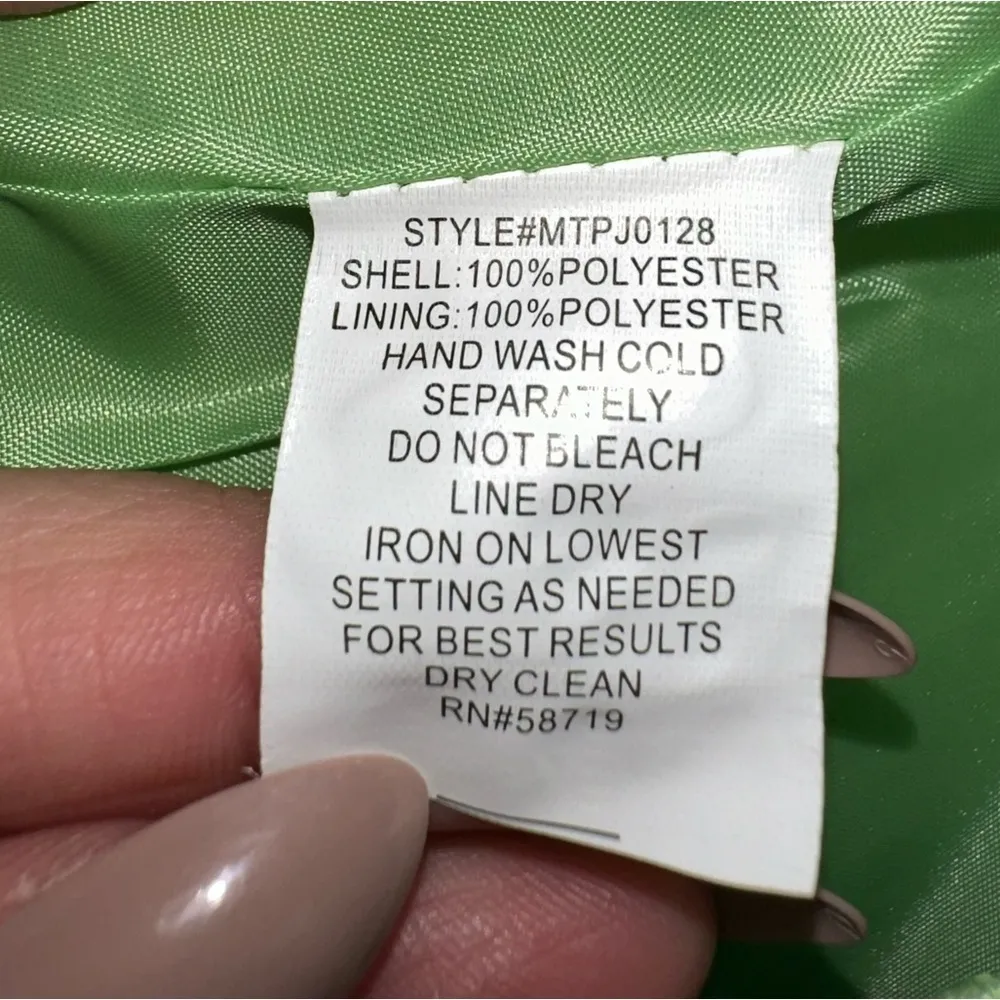 STYLE#MTPJ0128
SHELL:100%POLYESTER
LINING:100%POLYESTER
HAND WASH COLD
SEPARATELY
DO NOT BLEACH
LINE DRY
IRON ON LOWEST
SETTING AS NEEDED
FOR BEST RESULTS
DRY CLEAN
RN#58719